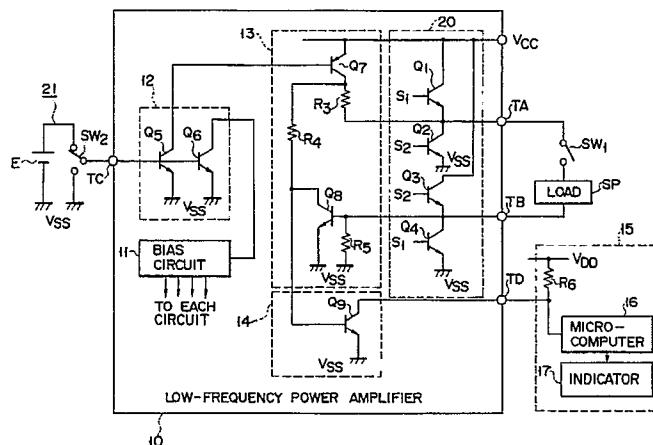 13
20
VCC
Q7
Q1
21
12
R3
S1
TA
SW2
Q5
Q6
R4
Q2
S2
VSS
SW1
E
TC
Q3
S2
VSS
VSS
Q8
TB
LOAD
SP
Q4
S1
R5
15
11
BIAS
CIRCUIT
VSS
VSS
VDD
TD
R6
TO EACH
CIRCUIT
Q9
16
14
MICRO-
COMPUTER
VSS
17
INDICATOR
LOW-FREQUENCY POWER AMPLIFIER
10